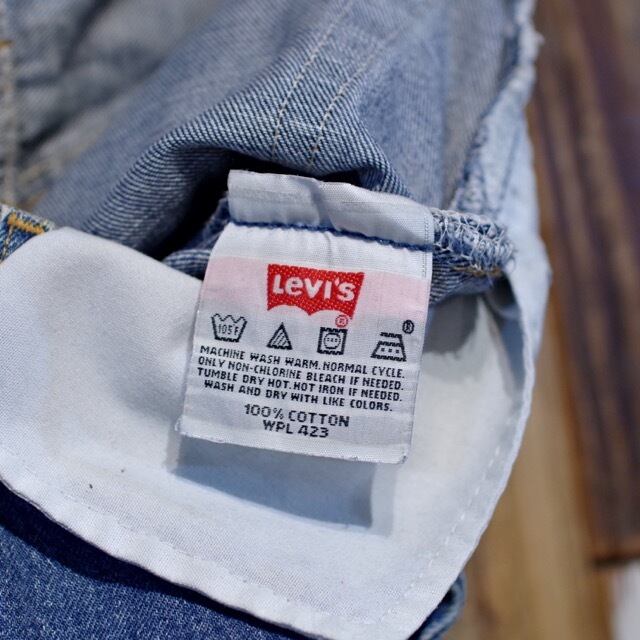 LEVI'S ®
105F ®
MACHINE WASH WARM. NORMAL CYCLE.
ONLY NON-CHLORINE BLEACH IF NEEDED.
TUMBLE DRY HOT. HOT IRON IF NEEDED.
WASH AND DRY WITH LIKE COLORS.
100% COTTON
WPL 423